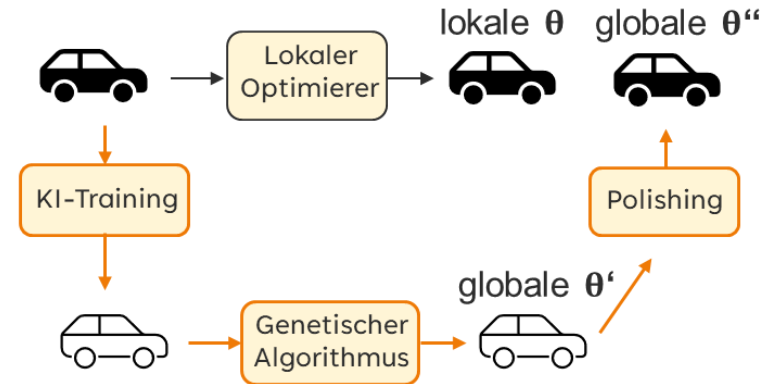 lokale θ
globale θ“
Lokaler
Optimierer
KI-Training
Polishing
globale θ‘
Genetischer
Algorithmus